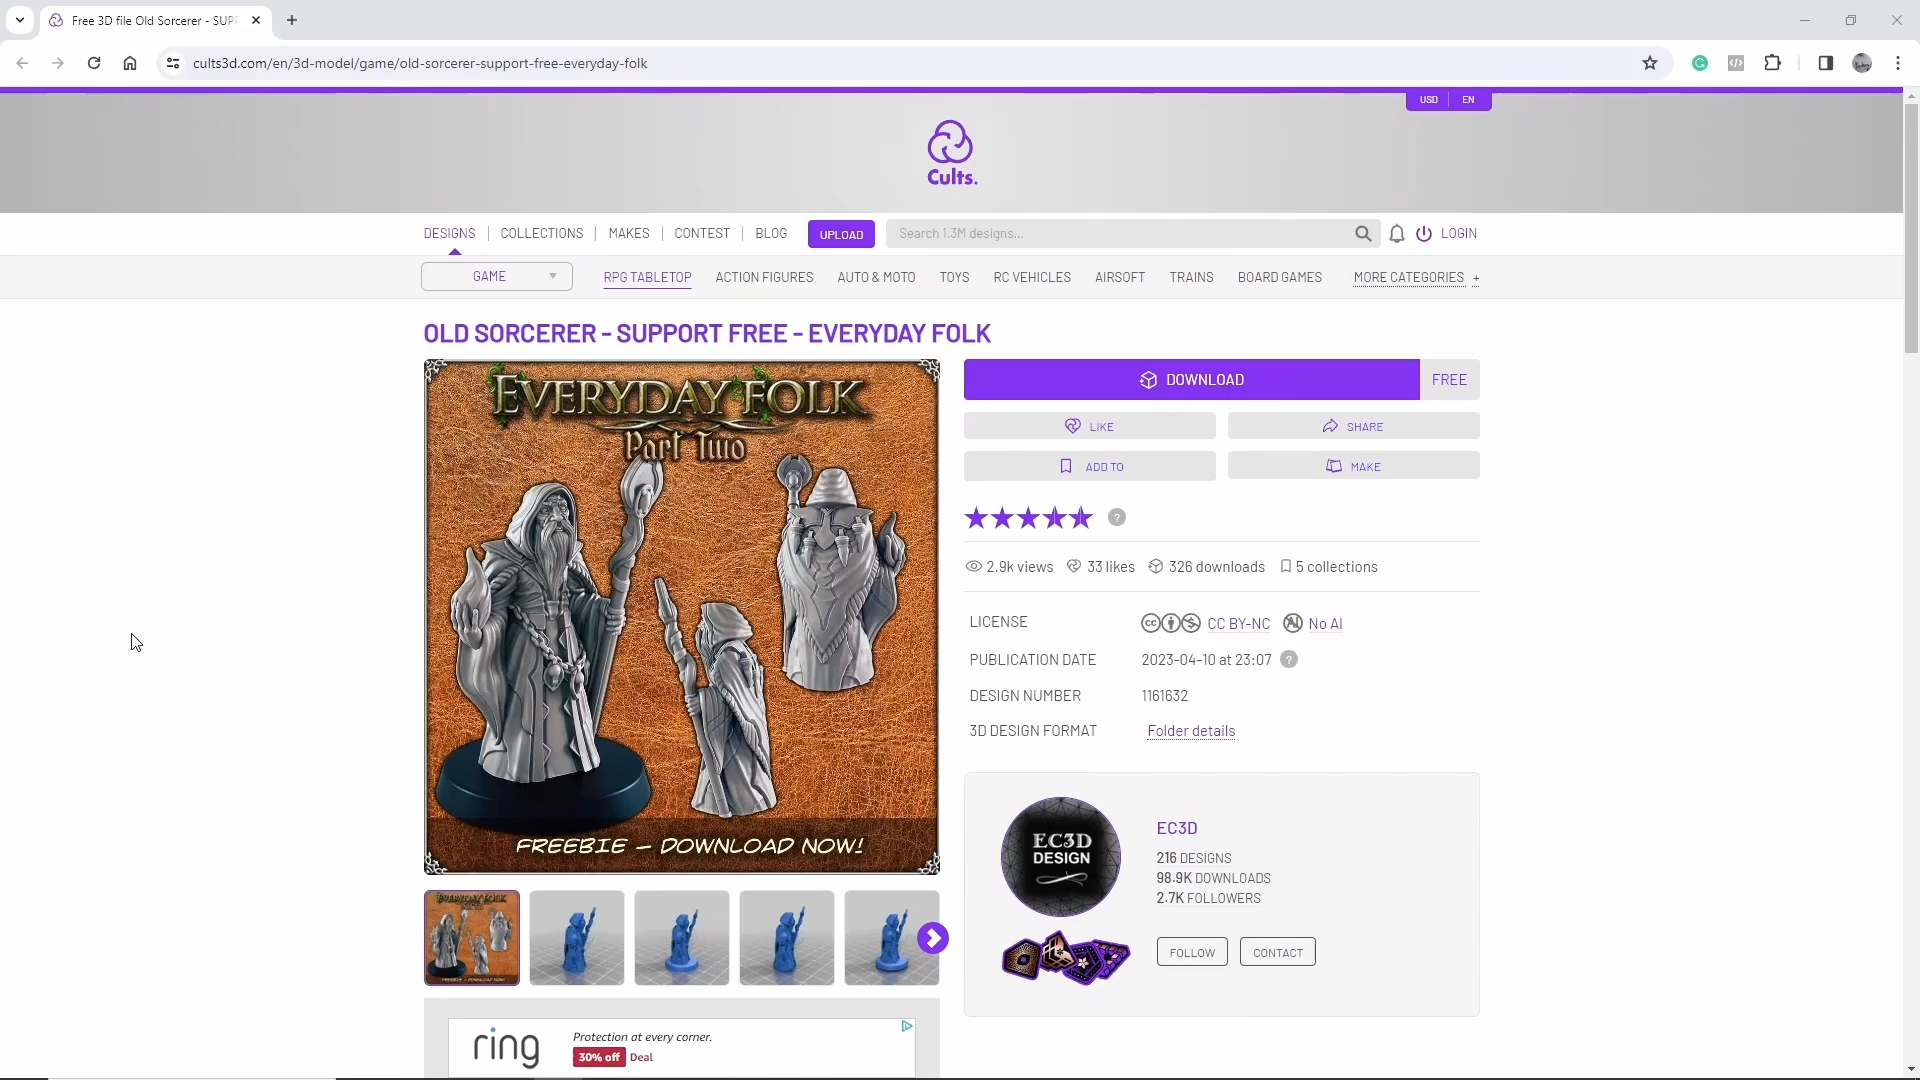 Free 3D file Old Sorcerer - SUPP
cults3d.com/en/3d-model/game/old-sorcerer-support-free-everyday-folk
USD EN
Cults.
DESIGNS COLLECTIONS MAKES CONTEST BLOG UPLOAD Search 1.3M designs... LOGIN
GAME RPG TABLETOP ACTION FIGURES AUTO & MOTO TOYS RC VEHICLES AIRSOFT TRAINS BOARD GAMES MORE CATEGORIES +
OLD SORCERER - SUPPORT FREE - EVERYDAY FOLK
EVERYDAY FOLK
Part Two
FREEBIE – DOWNLOAD NOW!
DOWNLOAD FREE
LIKE SHARE
ADD TO MAKE
?
2.9k views 33 likes 326 downloads 5 collections
LICENSE CC BY-NC No AI
PUBLICATION DATE 2023-04-10 at 23:07 ?
DESIGN NUMBER 1161632
3D DESIGN FORMAT Folder details
EC3D
DESIGN
EC3D
216 DESIGNS
98.9K DOWNLOADS
2.7K FOLLOWERS
FOLLOW CONTACT
EVERYDAY FOLK
ring
Protection at every corner.
30% off Deal